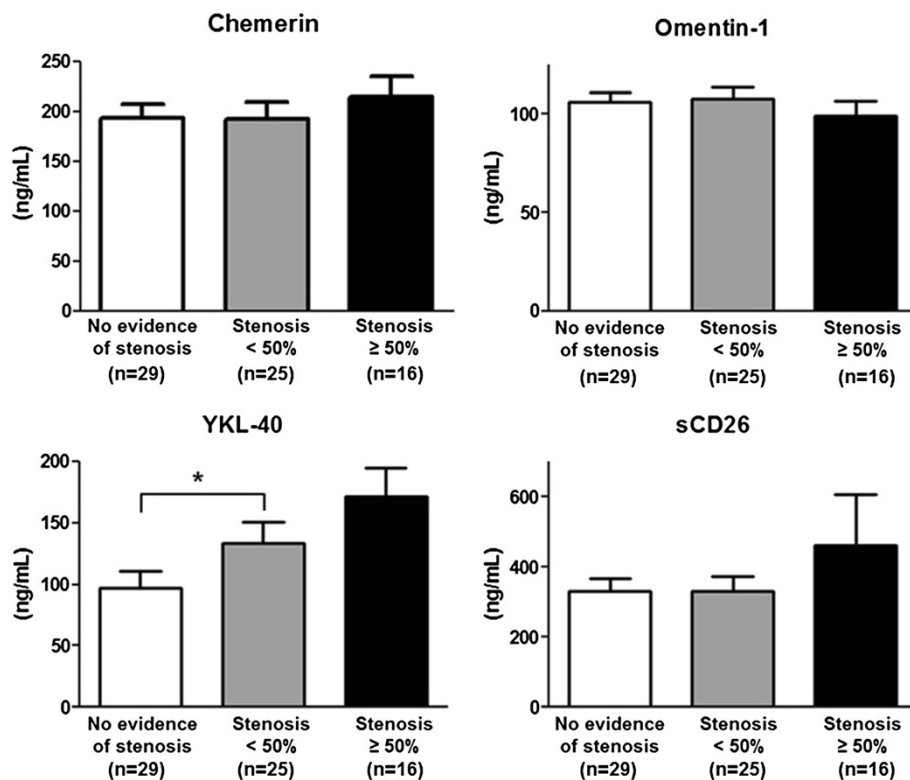 Chemerin
(ng/mL)
250
200
150
100
50
0
No evidence of stenosis (n=29)
Stenosis < 50% (n=25)
Stenosis ≥ 50% (n=16)
Omentin-1
(ng/mL)
100
50
0
No evidence of stenosis (n=29)
Stenosis < 50% (n=25)
Stenosis ≥ 50% (n=16)
YKL-40
(ng/mL)
200
150
100
50
0
*
No evidence of stenosis (n=29)
Stenosis < 50% (n=25)
Stenosis ≥ 50% (n=16)
sCD26
(ng/mL)
600
400
200
0
No evidence of stenosis (n=29)
Stenosis < 50% (n=25)
Stenosis ≥ 50% (n=16)